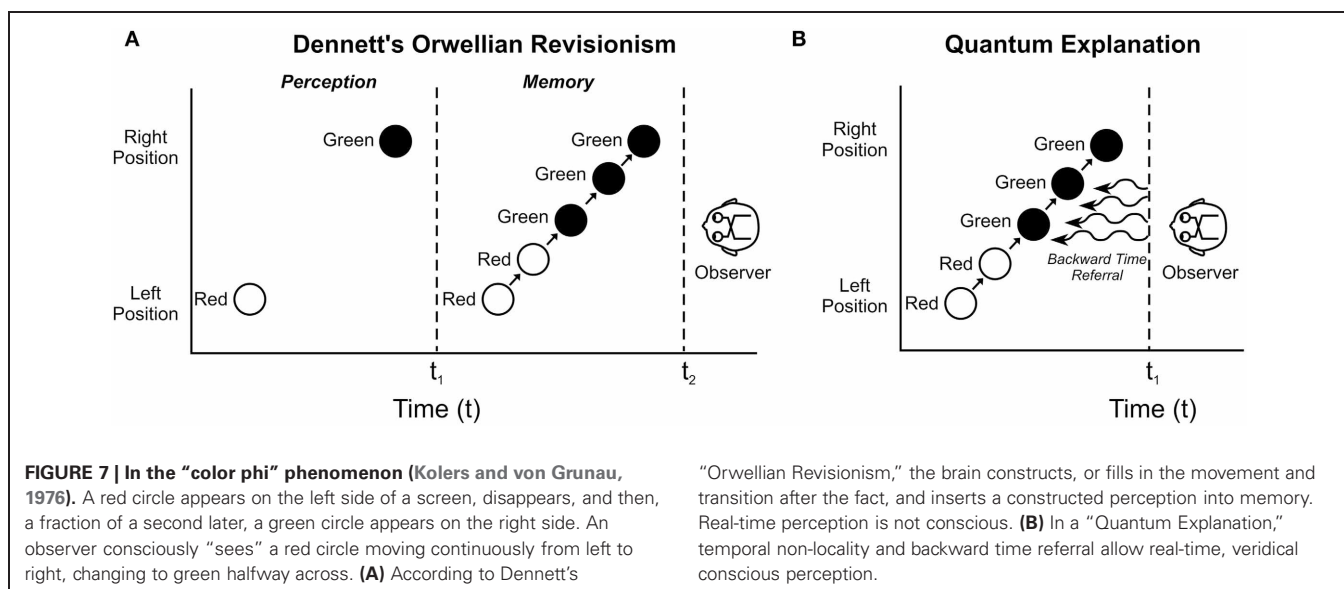 A
Dennett's Orwellian Revisionism
Perception
Memory
Right
Position
Left
Position
Green
Red
Green
Green
Green
Red
Red
Observer
t1
t2
Time (t)
B
Quantum Explanation
Right
Position
Left
Position
Green
Green
Green
Red
Red
Backward Time
Referral
Observer
t1
Time (t)
FIGURE 7 | In the “color phi” phenomenon (Kolers and von Grunau,
1976). A red circle appears on the left side of a screen, disappears, and then,
a fraction of a second later, a green circle appears on the right side. An
observer consciously “sees” a red circle moving continuously from left to
right, changing to green halfway across. (A) According to Dennett's
“Orwellian Revisionism,” the brain constructs, or fills in the movement and
transition after the fact, and inserts a constructed perception into memory.
Real-time perception is not conscious. (B) In a “Quantum Explanation,”
temporal non-locality and backward time referral allow real-time, veridical
conscious perception.